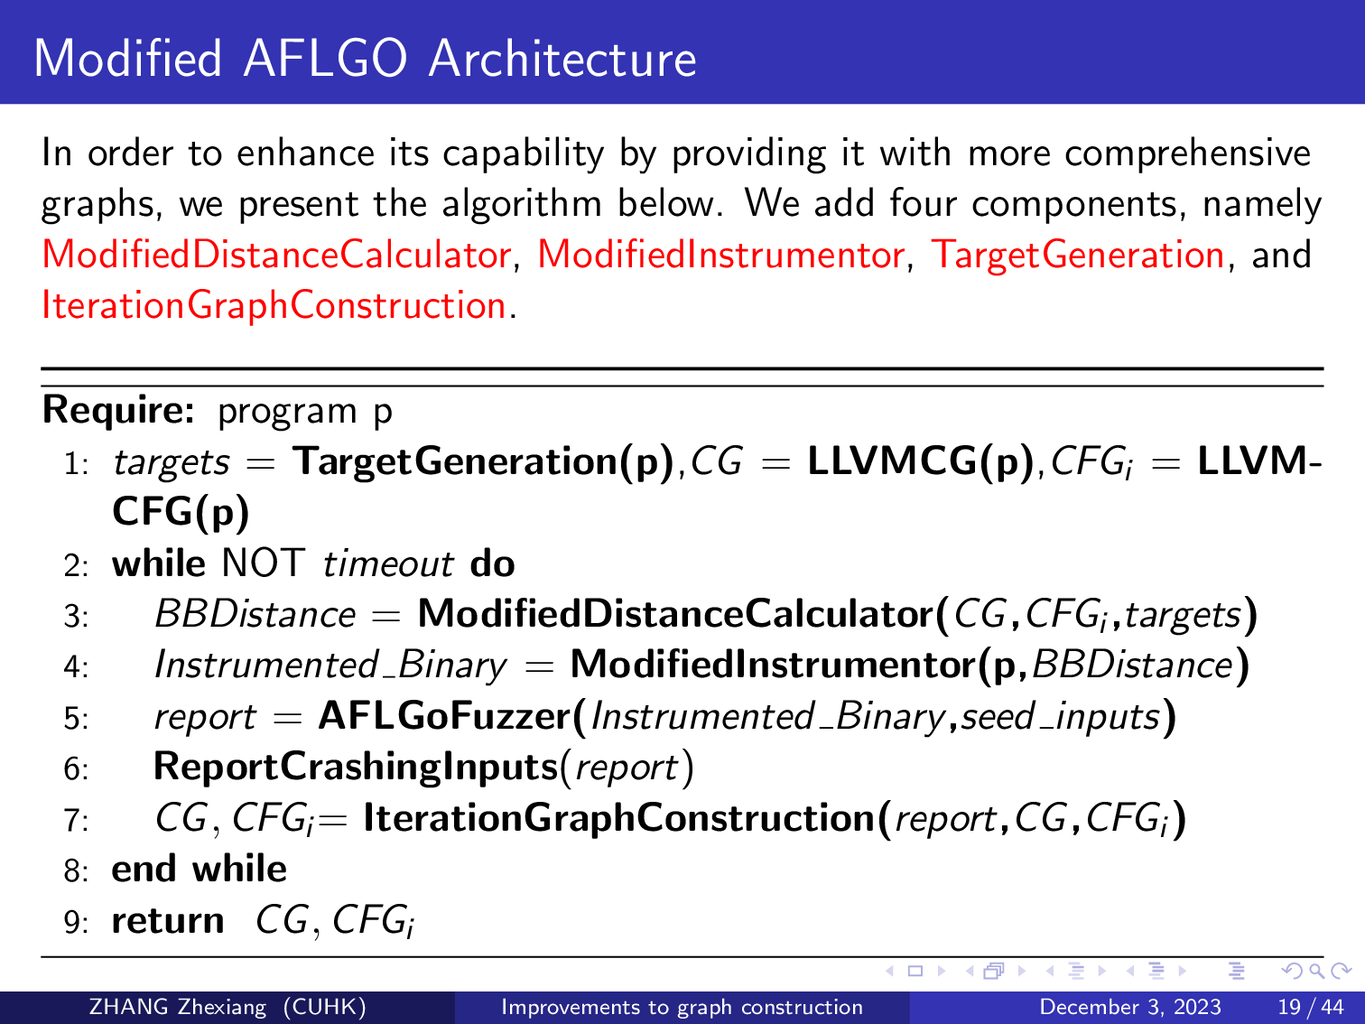 Modified AFLGO Architecture
In order to enhance its capability by providing it with more comprehensive
graphs, we present the algorithm below. We add four components, namely
ModifiedDistanceCalculator, ModifiedInstrumentor, TargetGeneration, and
IterationGraphConstruction.
Require: program p
1: targets = TargetGeneration(p),CG = LLVMCG(p),CFGi = LLVM-
CFG(p)
2: while NOT timeout do
3: BBDistance = ModifiedDistanceCalculator(CG,CFGi,targets)
4: Instrumented_Binary = ModifiedInstrumentor(p,BBDistance)
5: report = AFLGoFuzzer(Instrumented_Binary,seed_inputs)
6: ReportCrashingInputs(report)
7: CG, CFGi= IterationGraphConstruction(report,CG,CFGi)
8: end while
9: return CG, CFGi
ZHANG Zhexiang (CUHK) Improvements to graph construction December 3, 2023 19 / 44